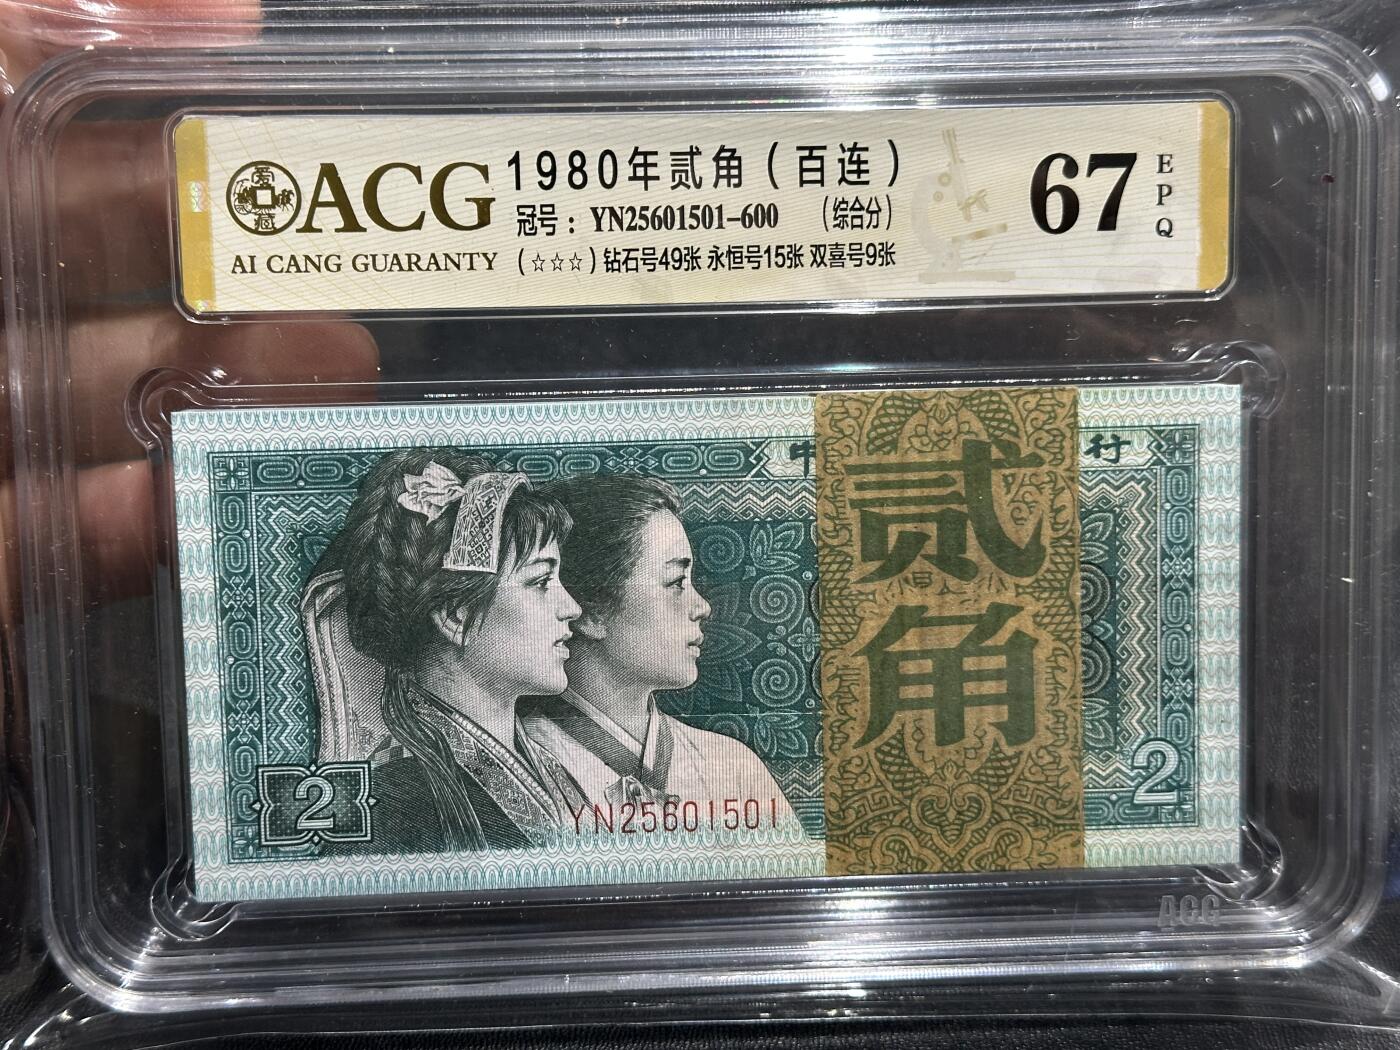 ACG
AI CANG GUARANTY
1980年贰角（百连）
冠号：YN25601501-600 （综合分）
（☆☆☆）钻石号49张 永恒号15张 双喜号9张
67
EPQ
行
贰角
2
2
YN25601501
ACG